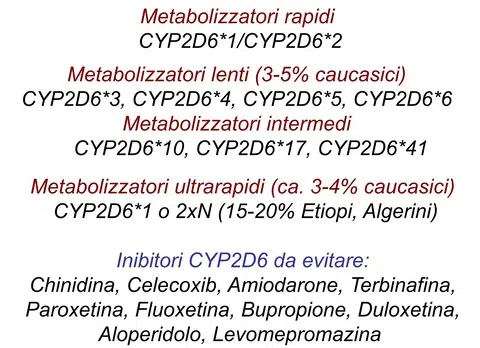 Metabolizzatori rapidi
CYP2D6*1/CYP2D6*2
Metabolizzatori lenti (3-5% caucasici)
CYP2D6*3, CYP2D6*4, CYP2D6*5, CYP2D6*6
Metabolizzatori intermedi
CYP2D6*10, CYP2D6*17, CYP2D6*41
Metabolizzatori ultrarapidi (ca. 3-4% caucasici)
CYP2D6*1 o 2xN (15-20% Etiopi, Algerini)
Inibitori CYP2D6 da evitare:
Chinidina, Celecoxib, Amiodarone, Terbinafina,
Paroxetina, Fluoxetina, Bupropione, Duloxetina,
Aloperidolo, Levomepromazina